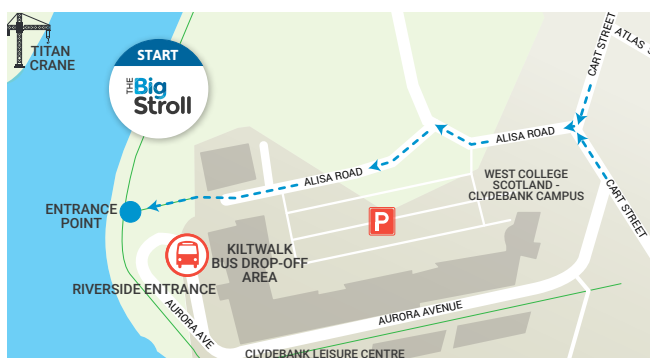 TITAN
CRANE
START
THE Big
Stroll
CART STREET
ATLAS S
ALISA ROAD
ALISA ROAD
WEST COLLEGE
SCOTLAND -
CLYDEBANK CAMPUS
CART STREET
ENTRANCE
POINT
P
KILTWALK
BUS DROP-OFF
AREA
RIVERSIDE ENTRANCE
AURORA AVE
AURORA AVENUE
CLYDEBANK LEISURE CENTRE